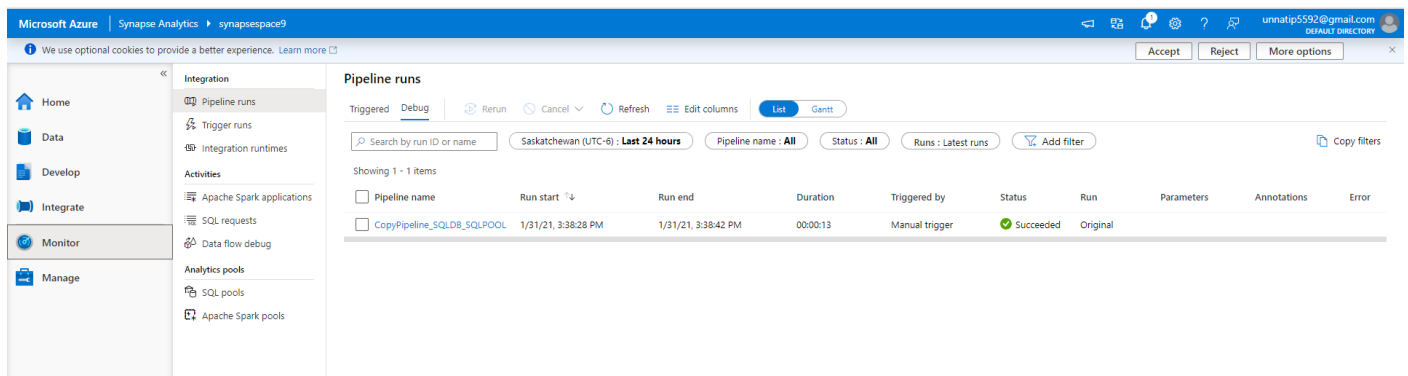 Microsoft Azure Synapse Analytics synapsespace9 1 ? unnatip5592@gmail.com
DEFAULT DIRECTORY
We use optional cookies to provide a better experience. Learn more Accept Reject More options ×
«
Home
Data
Develop
Integrate
Monitor
Manage
Integration
Pipeline runs
Trigger runs
Integration runtimes
Activities
Apache Spark applications
SQL requests
Data flow debug
Analytics pools
SQL pools
Apache Spark pools
Pipeline runs
Triggered Debug Rerun Cancel Refresh Edit columns List Gantt
Search by run ID or name Saskatchewan (UTC-6) : Last 24 hours Pipeline name : All Status : All Runs : Latest runs Add filter Copy filters
Showing 1 - 1 items
Pipeline name Run start ↑↓ Run end Duration Triggered by Status Run Parameters Annotations Error
CopyPipeline_SQLDB_SQLPOOL 1/31/21, 3:38:28 PM 1/31/21, 3:38:42 PM 00:00:13 Manual trigger Succeeded Original